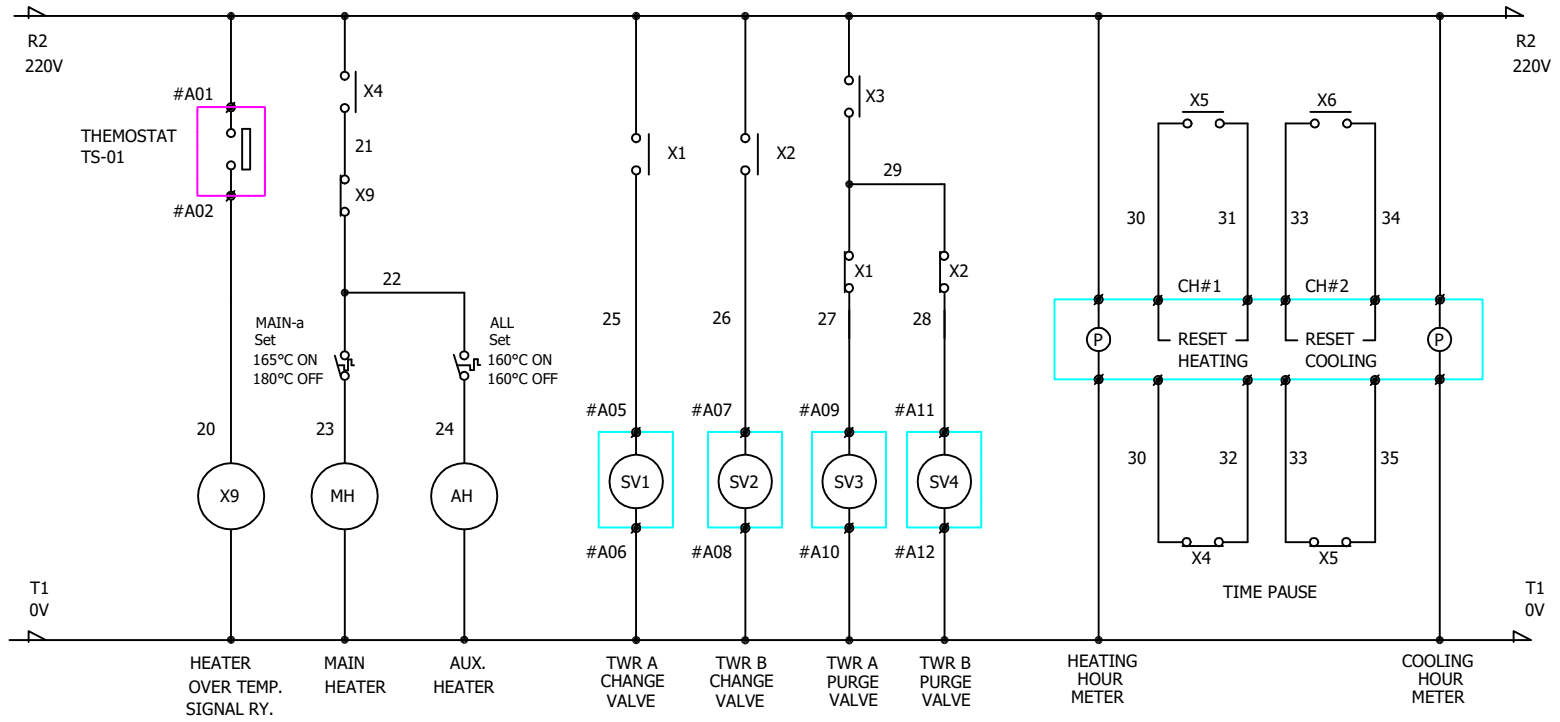 R2
220V
R2
220V
#A01
THEMOSTAT
TS-01
#A02
X4
21
X9
22
MAIN-a
Set
165°C ON
180°C OFF
ALL
Set
160°C ON
160°C OFF
20
23
24
X9
MH
AH
X1
X2
X3
29
X1
X2
25
26
27
28
#A05
#A07
#A09
#A11
SV1
SV2
SV3
SV4
#A06
#A08
#A10
#A12
X5
X6
30
31
33
34
CH#1
CH#2
P
RESET
HEATING
RESET
COOLING
P
30
32
33
35
X4
X5
TIME PAUSE
T1
0V
T1
0V
HEATER
OVER TEMP.
SIGNAL RY.
MAIN
HEATER
AUX.
HEATER
TWR A
CHANGE
VALVE
TWR B
CHANGE
VALVE
TWR A
PURGE
VALVE
TWR B
PURGE
VALVE
HEATING
HOUR
METER
COOLING
HOUR
METER